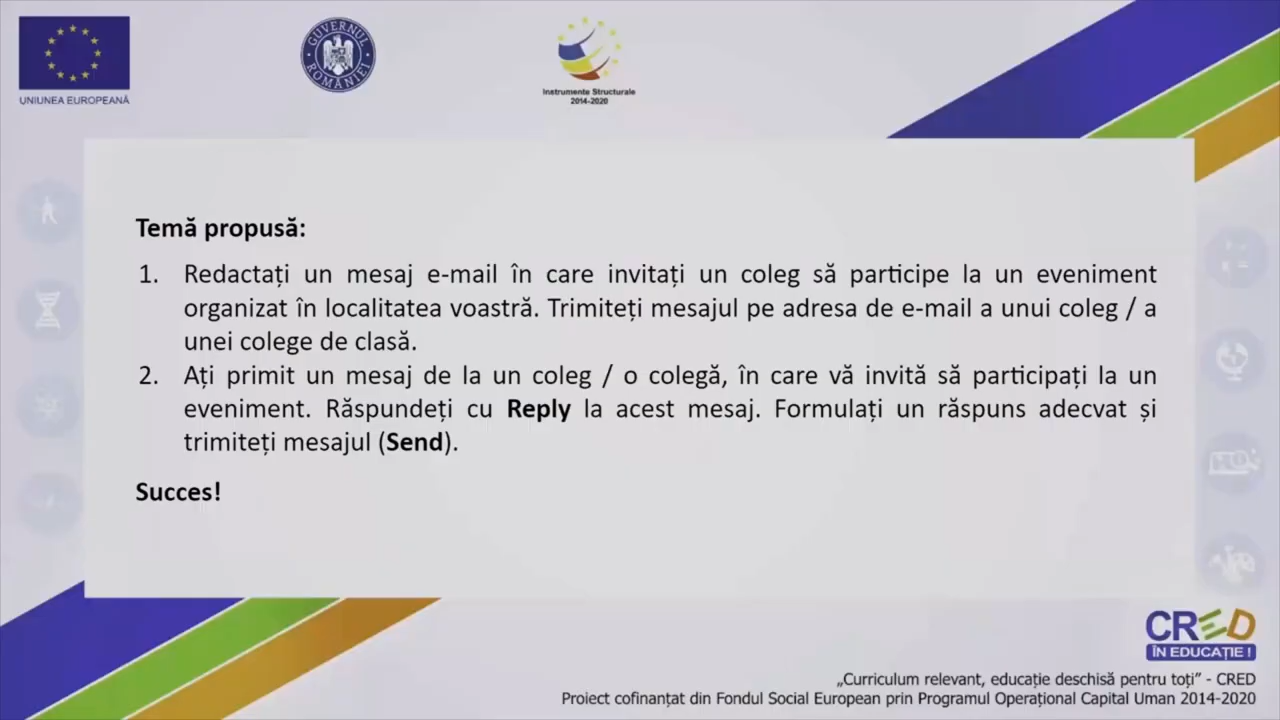 UNIUNEA EUROPEANĂ
GUVERNUL ROMÂNIEI
Instrumente Structurale
2014-2020
Temă propusă:
1. Redactați un mesaj e-mail în care invitați un coleg să participe la un eveniment
organizat în localitatea voastră. Trimiteți mesajul pe adresa de e-mail a unui coleg / a
unei colege de clasă.
2. Ați primit un mesaj de la un coleg / o colegă, în care vă invită să participați la un
eveniment. Răspundeți cu Reply la acest mesaj. Formulați un răspuns adecvat și
trimiteți mesajul (Send).
Succes!
CRED
ÎN EDUCAȚIE !
„Curriculum relevant, educație deschisă pentru toți” - CRED
Proiect cofinanțat din Fondul Social European prin Programul Operațional Capital Uman 2014-2020